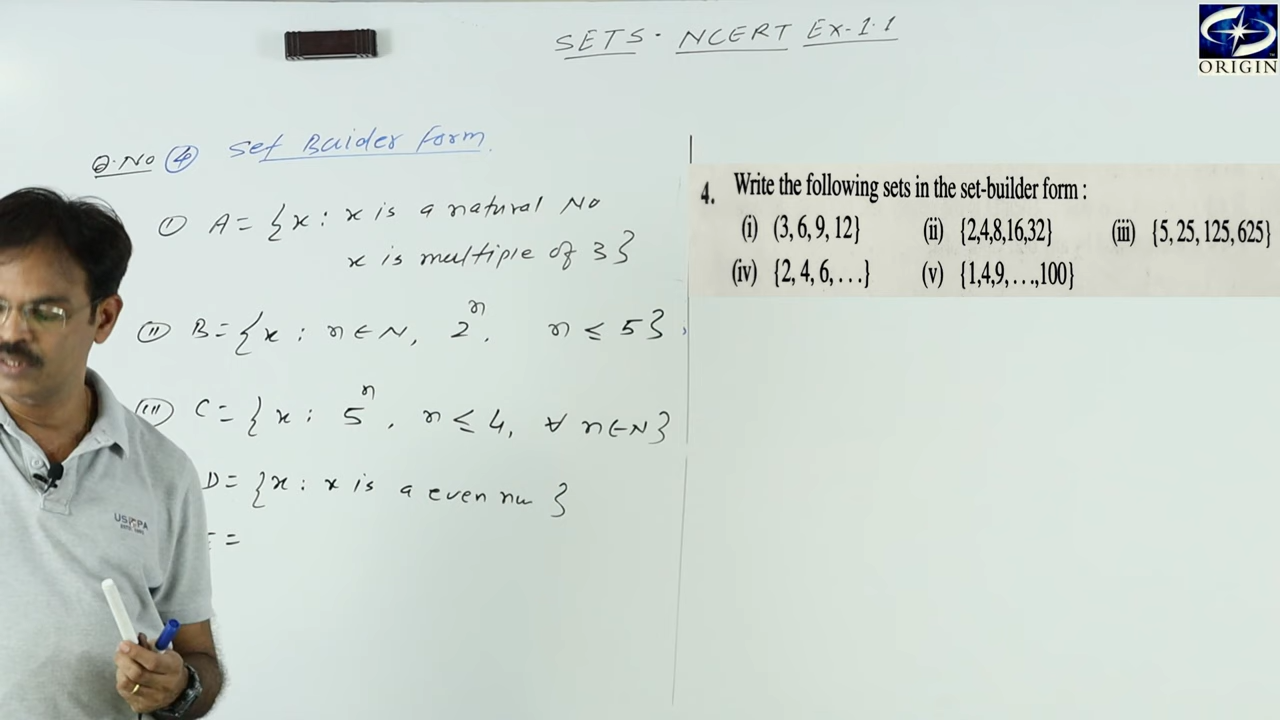 SETS. NCERT Ex-1.1
ORIGIN
Q.No ④ Set Buider form.
① A = {x : x is a natural No
x is multiple of 3}
⑪ B = {x : n ∈ N, 2ⁿ, n ≤ 5}
(iii) C = {x : 5ⁿ, n ≤ 4, ∀ n ∈ N}
D = {x : x is a even nu }
=
4. Write the following sets in the set-builder form :
(i) (3, 6, 9, 12} (ii) {2,4,8,16,32} (iii) {5, 25, 125, 625}
(iv) {2, 4, 6, . . .} (v) {1,4,9, . . .,100}